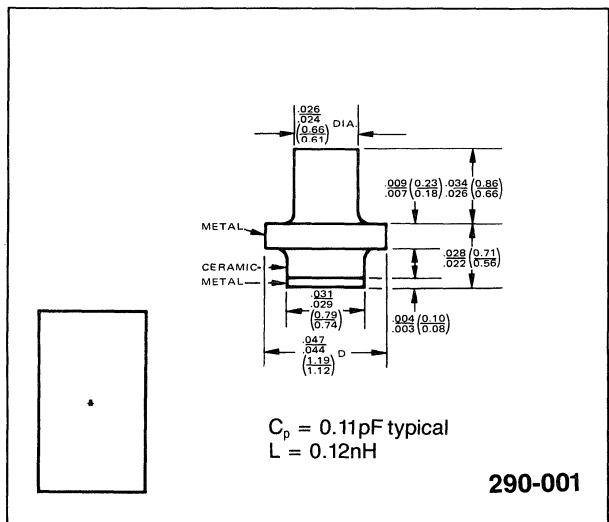 .026
.024 DIA.
(0.66
0.61)
.009 (0.23
.007 0.18)
.034 (0.86
.026 0.66)
METAL
.028 (0.71
.022 0.56)
CERAMIC
METAL
.031
.029
(0.79
0.74)
.004 (0.10
.003 0.08)
.047
.044 D
(1.19
1.12)
Cp = 0.11pF typical
L = 0.12nH
290-001